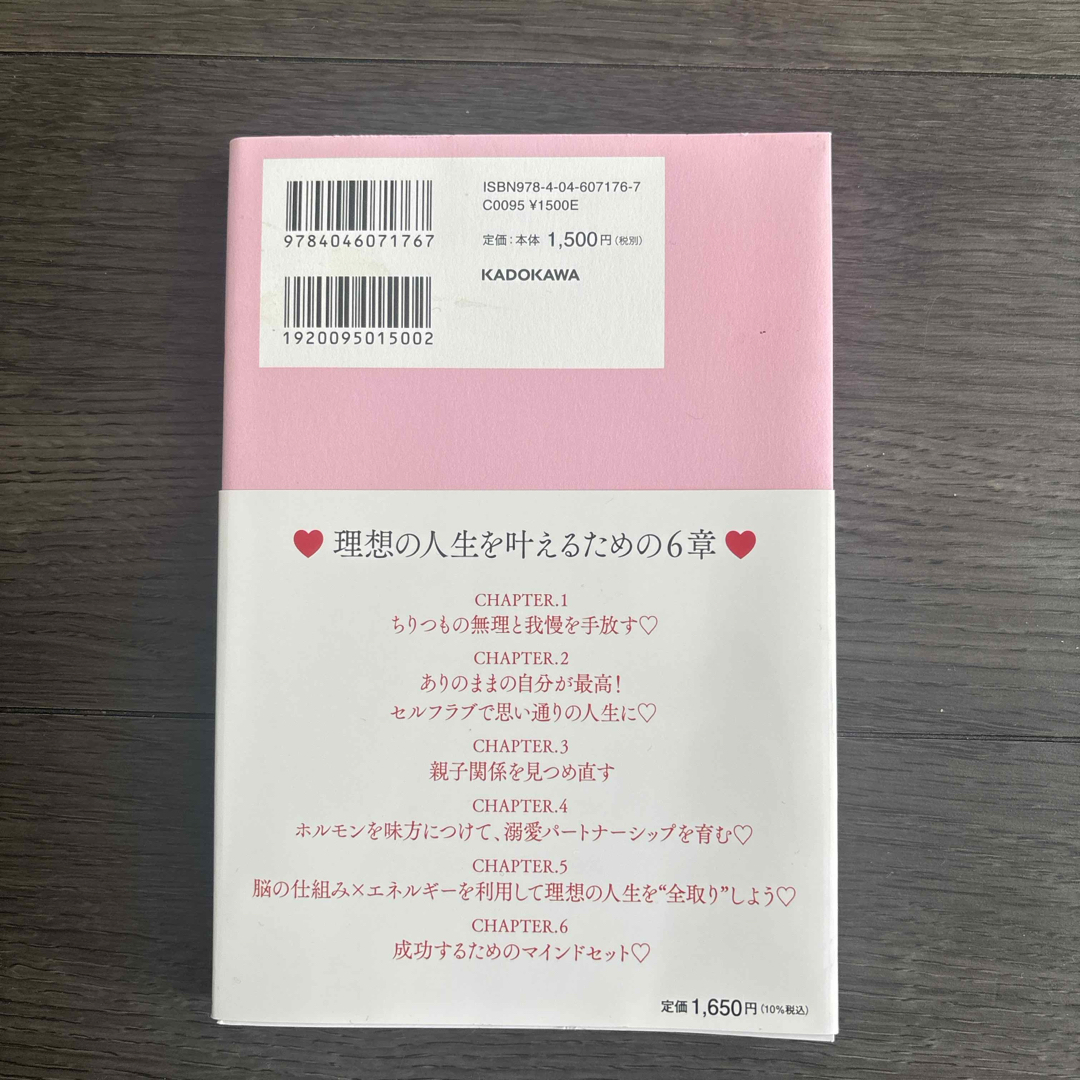 ISBN978-4-04-607176-7
C0095 ¥1500E
9784046071767
定価：本体 1,500円（税別）
KADOKAWA
1920095015002
♥ 理想の人生を叶えるための6章 ♥
CHAPTER.1
ちりつもの無理と我慢を手放す♡
CHAPTER.2
ありのままの自分が最高！
セルフラブで思い通りの人生に♡
CHAPTER.3
親子関係を見つめ直す
CHAPTER.4
ホルモンを味方につけて、溺愛パートナーシップを育む♡
CHAPTER.5
脳の仕組み×エネルギーを利用して理想の人生を“全取り”しよう♡
CHAPTER.6
成功するためのマインドセット♡
定価 1,650円（10%税込）